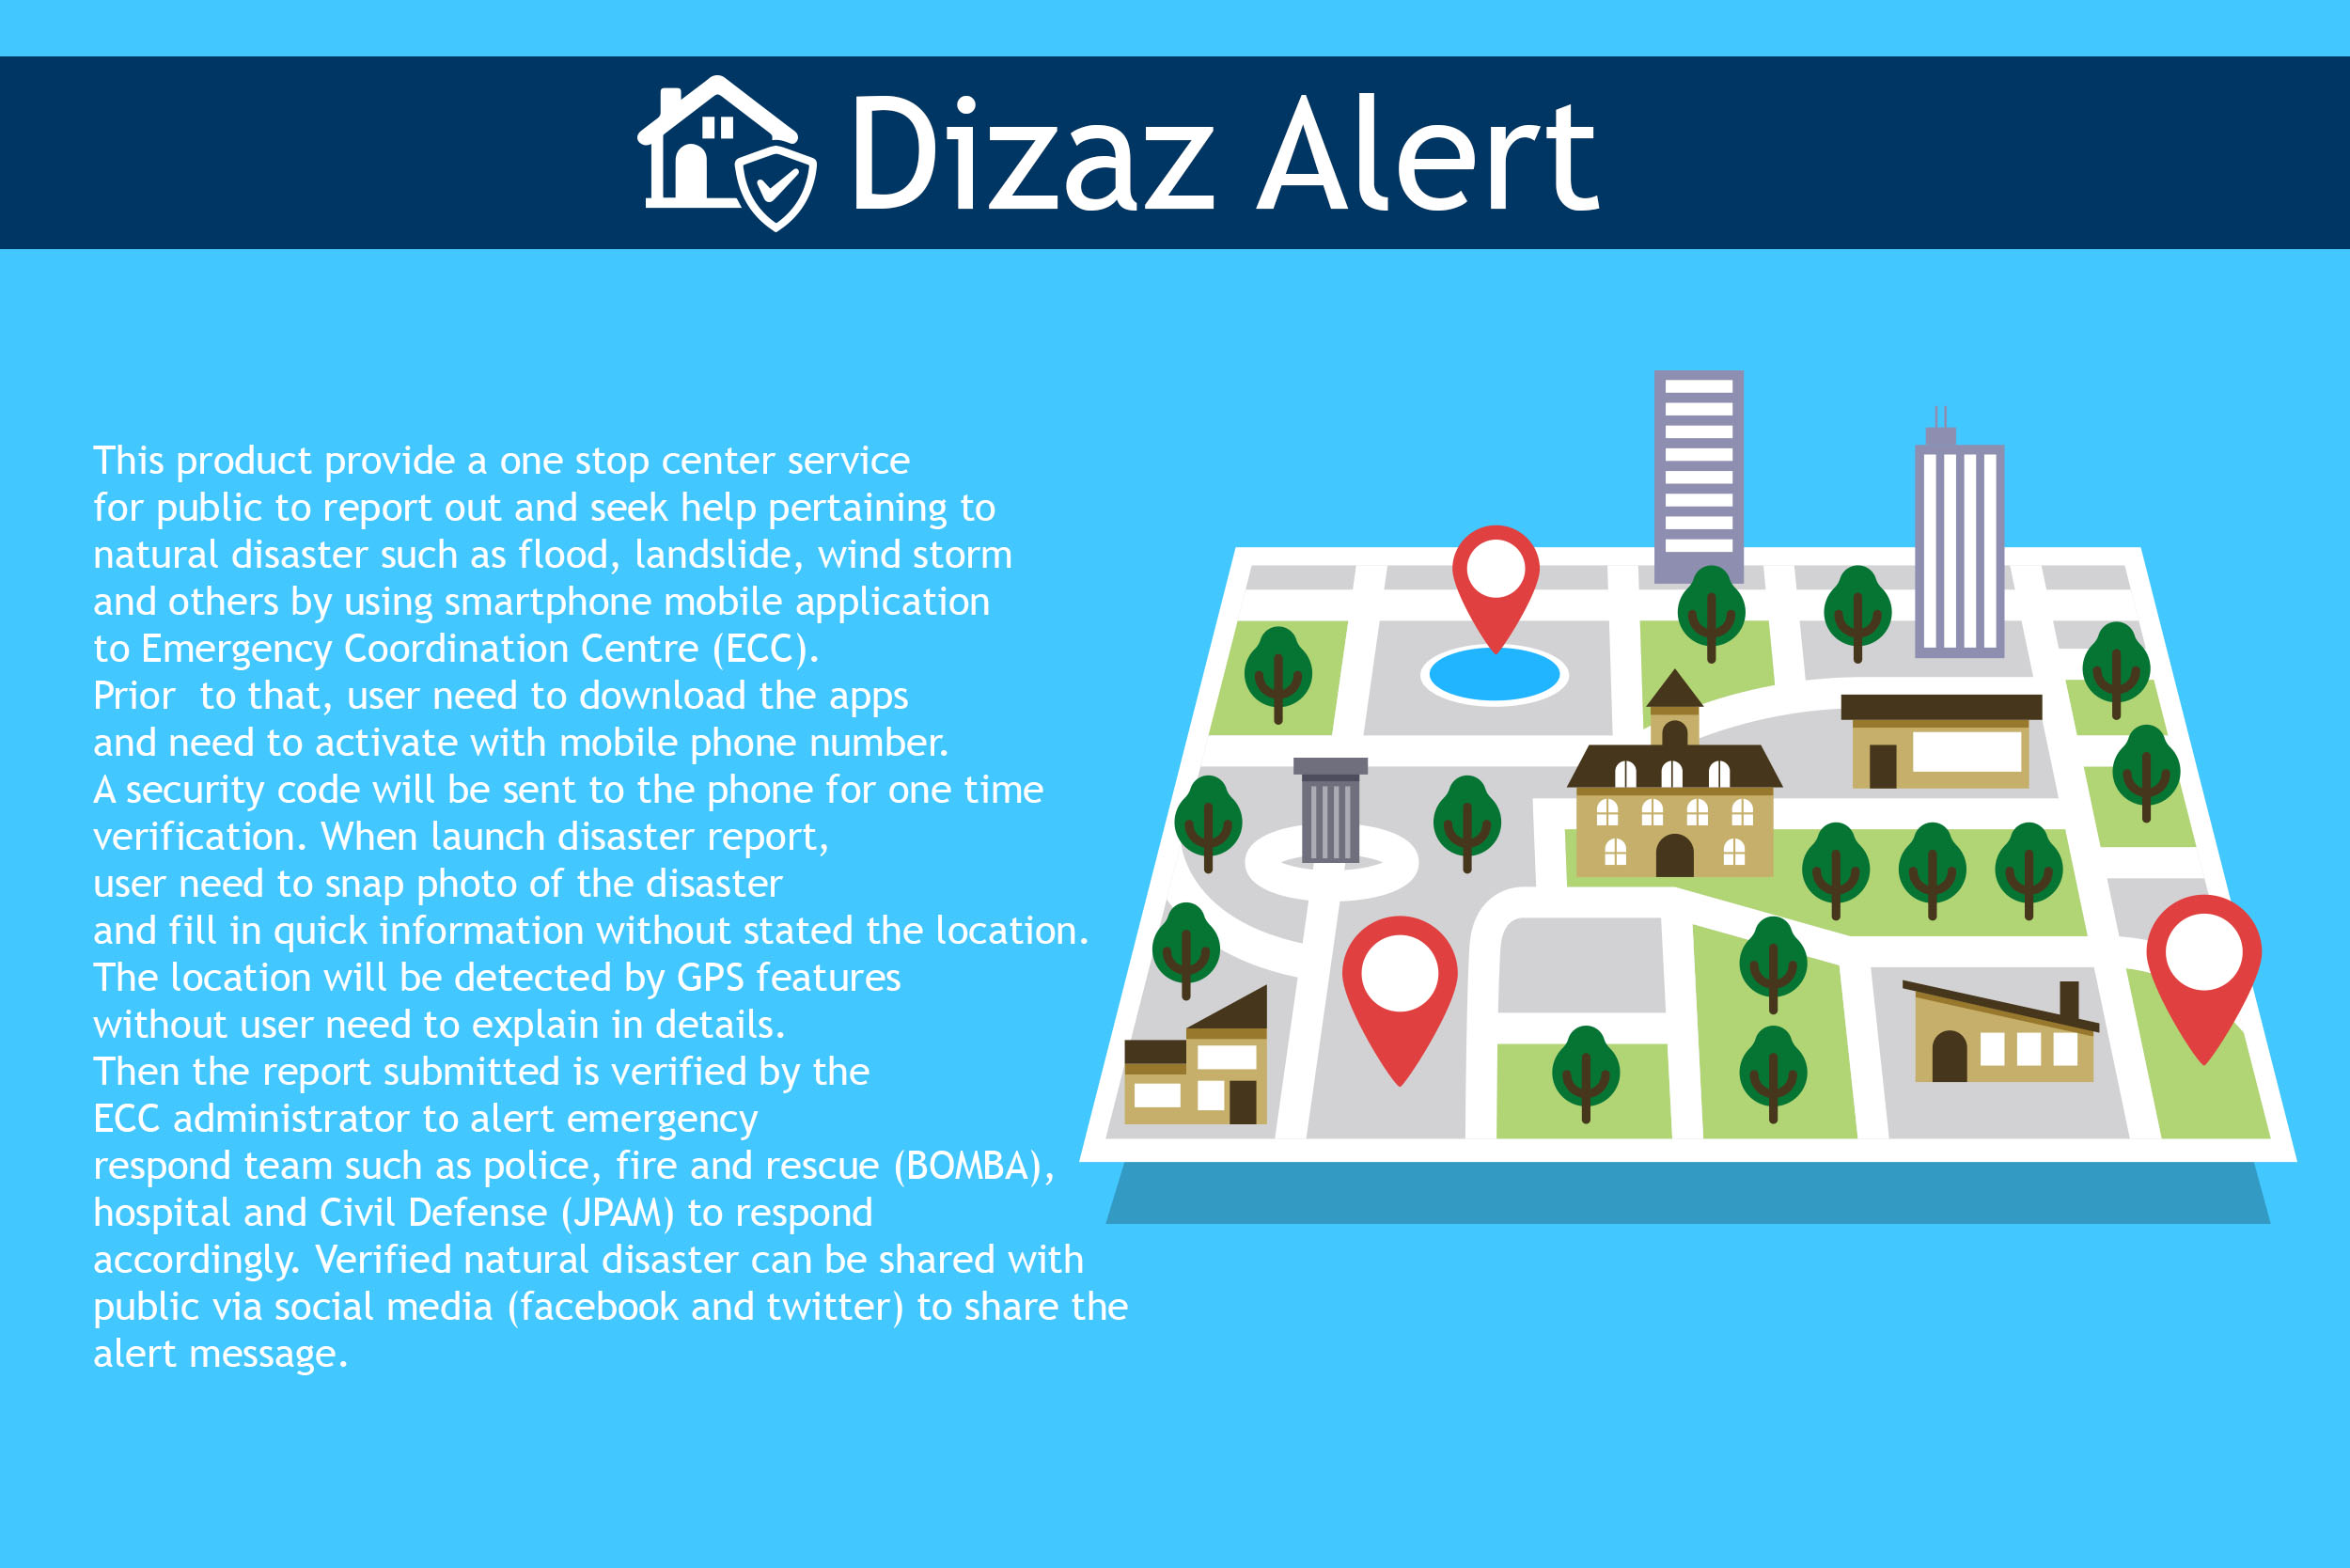 Dizaz Alert
This product provide a one stop center service
for public to report out and seek help pertaining to
natural disaster such as flood, landslide, wind storm
and others by using smartphone mobile application
to Emergency Coordination Centre (ECC).
Prior  to that, user need to download the apps
and need to activate with mobile phone number.
A security code will be sent to the phone for one time
verification. When launch disaster report,
user need to snap photo of the disaster
and fill in quick information without stated the location.
The location will be detected by GPS features
without user need to explain in details.
Then the report submitted is verified by the
ECC administrator to alert emergency
respond team such as police, fire and rescue (BOMBA),
hospital and Civil Defense (JPAM) to respond
accordingly. Verified natural disaster can be shared with
public via social media (facebook and twitter) to share the
alert message.